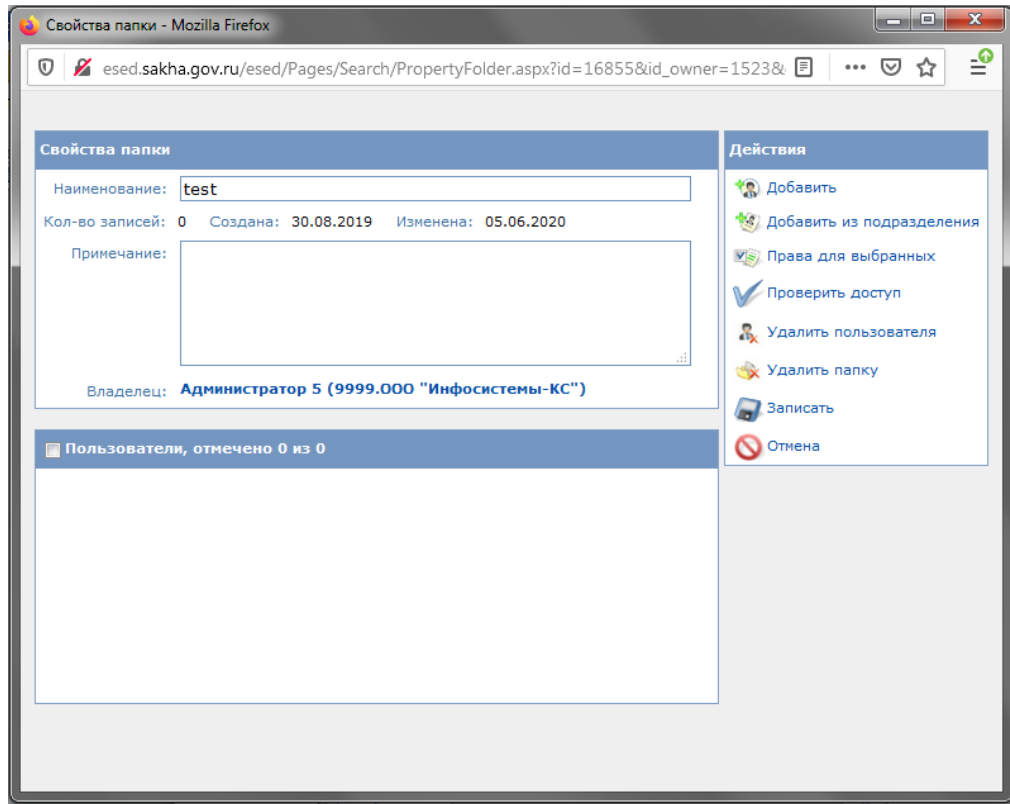 Свойства папки - Mozilla Firefox
esed.sakha.gov.ru/esed/Pages/Search/PropertyFolder.aspx?id=16855&id_owner=1523&
Свойства папки
Наименование: test
Кол-во записей: 0 Создана: 30.08.2019 Изменена: 05.06.2020
Примечание:
Владелец: Администратор 5 (9999.ООО "Инфосистемы-КС")
Пользователи, отмечено 0 из 0
Действия
Добавить
Добавить из подразделения
Права для выбранных
Проверить доступ
Удалить пользователя
Удалить папку
Записать
Отмена